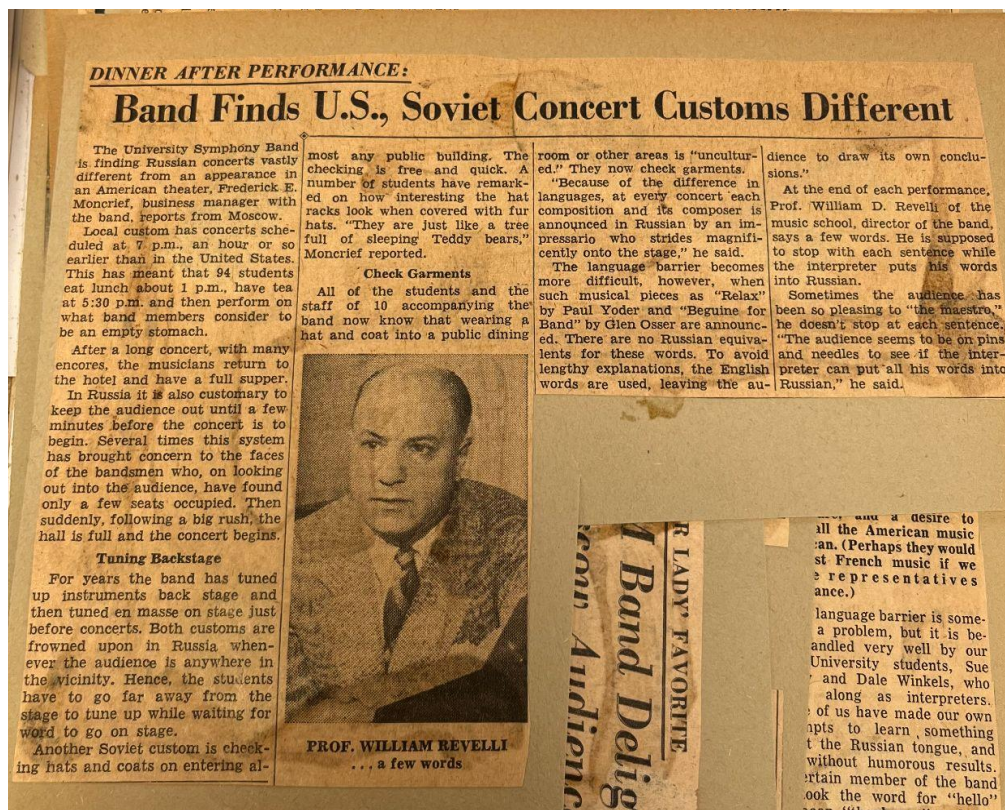 DINNER AFTER PERFORMANCE:
Band Finds U.S., Soviet Concert Customs Different
The University Symphony Band
is finding Russian concerts vastly
different from an appearance in
an American theater, Frederick E.
Moncrief, business manager with
the band, reports from Moscow.
Local custom has concerts sche-
duled at 7 p.m., an hour or so
earlier than in the United States.
This has meant that 94 students
eat lunch about 1 p.m., have tea
at 5:30 p.m. and then perform on
what band members consider to
be an empty stomach.
After a long concert, with many
encores, the musicians return to
the hotel and have a full supper.
In Russia it is also customary to
keep the audience out until a few
minutes before the concert is to
begin. Several times this system
has brought concern to the faces
of the bandsmen who, on looking
out into the audience, have found
only a few seats occupied. Then
suddenly, following a big rush, the
hall is full and the concert begins.
Tuning Backstage
For years the band has tuned
up instruments back stage and
then tuned en masse on stage just
before concerts. Both customs are
frowned upon in Russia when-
ever the audience is anywhere in
the vicinity. Hence, the students
have to go far away from the
stage to tune up while waiting for
word to go on stage.
Another Soviet custom is check-
ing hats and coats on entering al-
most any public building. The
checking is free and quick. A
number of students have remark-
ed on how interesting the hat
racks look when covered with fur
hats. "They are just like a tree
full of sleeping Teddy bears,"
Moncrief reported.
Check Garments
All of the students and the
staff of 10 accompanying the
band now know that wearing a
hat and coat into a public dining
PROF. WILLIAM REVELLI
. . . a few words
room or other areas is "uncultur-
ed." They now check garments.
"Because of the difference in
languages, at every concert each
composition and its composer is
announced in Russian by an im-
pressario who strides magnifi-
cently onto the stage," he said.
The language barrier becomes
more difficult, however, when
such musical pieces as "Relax"
by Paul Yoder and "Beguine for
Band" by Glen Osser are announc-
ed. There are no Russian equiva-
lents for these words. To avoid
lengthy explanations, the English
words are used, leaving the au-
dience to draw its own conclu-
sions."
At the end of each performance,
Prof. William D. Revelli of the
music school, director of the band,
says a few words. He is supposed
to stop with each sentence while
the interpreter puts his words
into Russian.
Sometimes the audience has
been so pleasing to "the maestro,"
he doesn't stop at each sentence.
"The audience seems to be on pins
and needles to see if the inter-
preter can put all his words into
Russian," he said.
R LADY' FAVORITE
M Band Delig
Audienc
and a desire to
all the American music
an. (Perhaps they would
st French music if we
e representatives
ance.)
language barrier is some-
a problem, but it is be-
andled very well by our
University students, Sue
and Dale Winkels, who
along as interpreters.
of us have made our own
pts to learn something
t the Russian tongue, and
without humorous results.
ertain member of the band
ook the word for "hello"